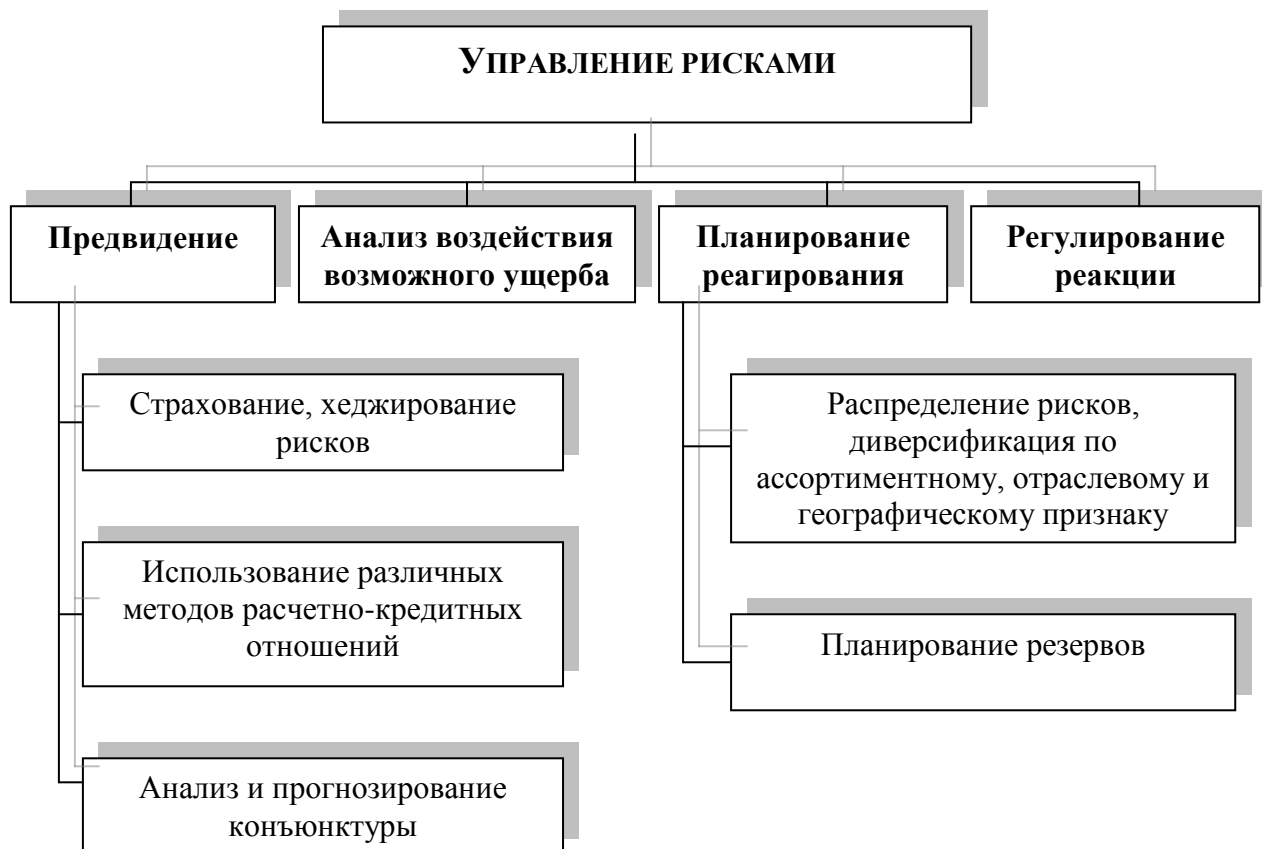 УПРАВЛЕНИЕ РИСКАМИ
Предвидение
Анализ воздействия
возможного ущерба
Планирование
реагирования
Регулирование
реакции
Страхование, хеджирование
рисков
Использование различных
методов расчетно-кредитных
отношений
Анализ и прогнозирование
конъюнктуры
Распределение рисков,
диверсификация по
ассортиментному, отраслевому и
географическому признаку
Планирование резервов